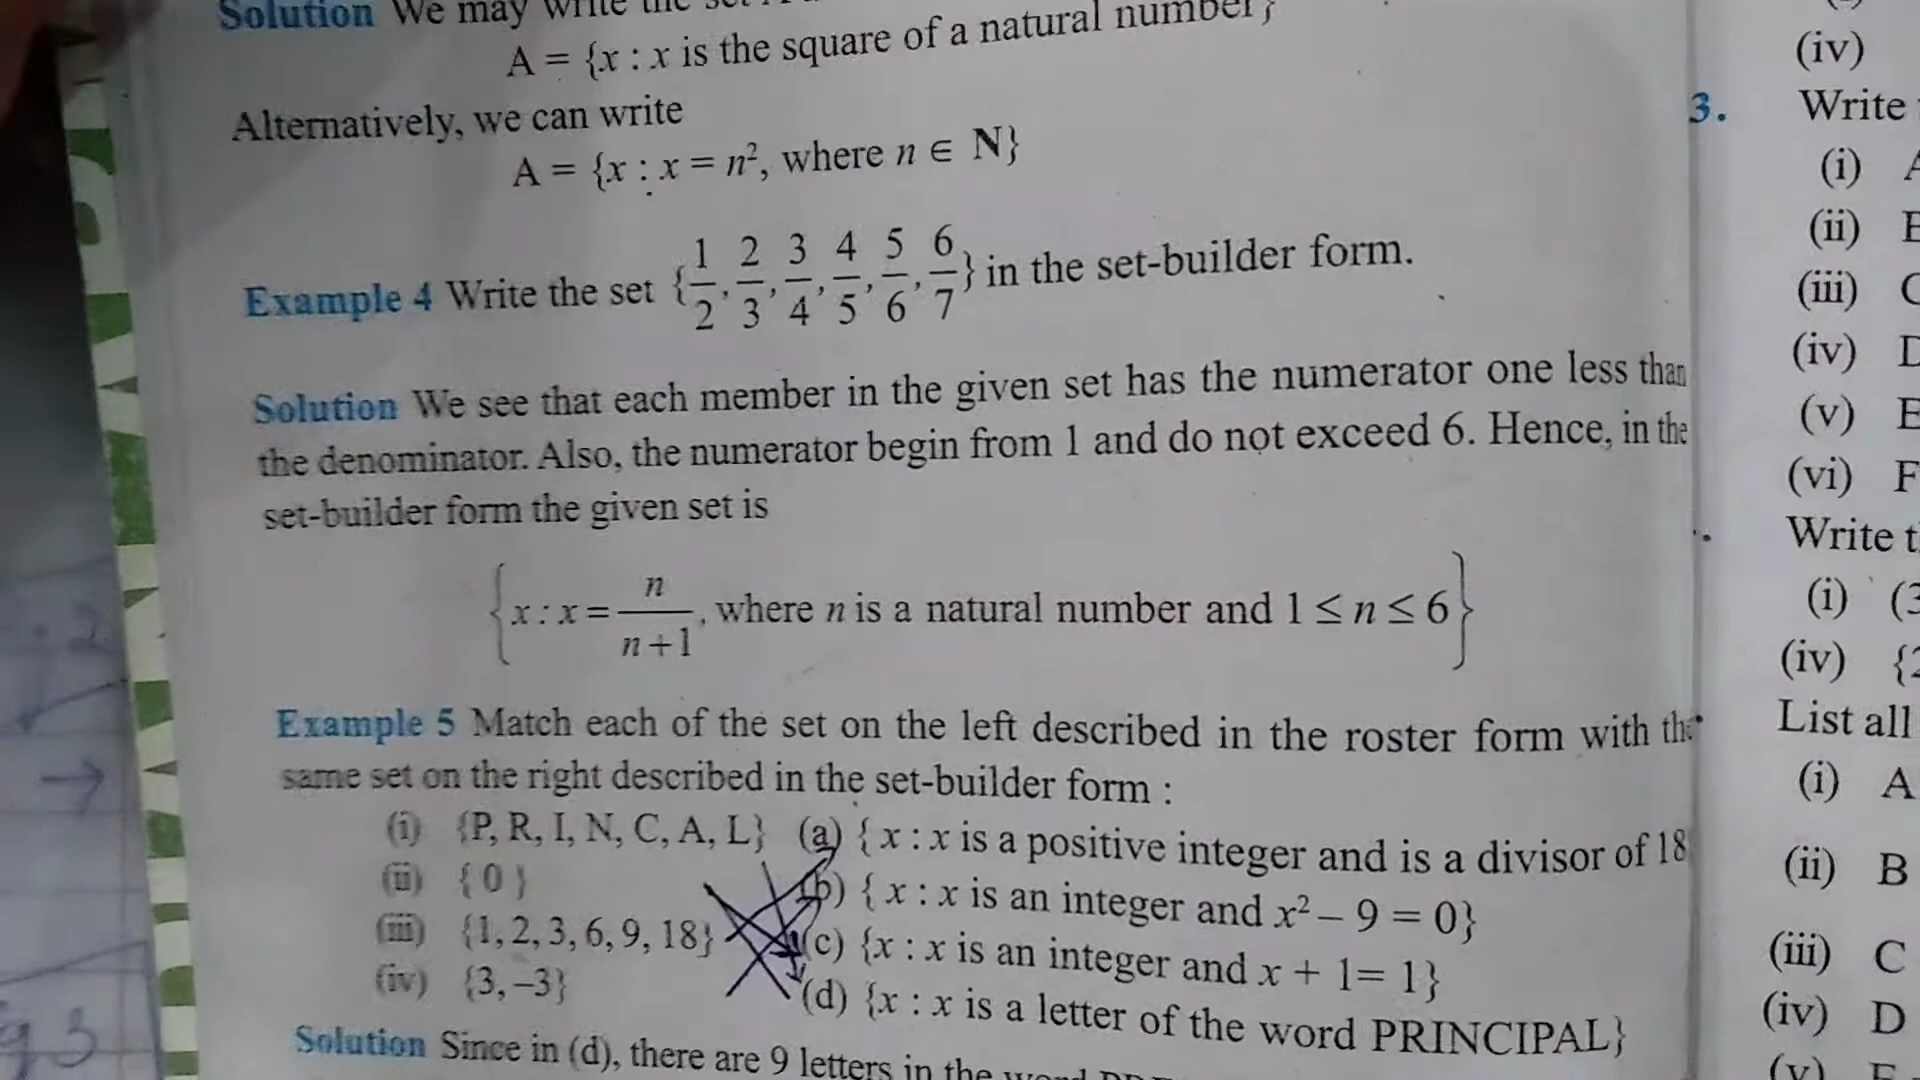 Solution We may write the set
A = {x : x is the square of a natural number}
Alternatively, we can write
A = {x : x = n², where n ∈ N}
Example 4 Write the set {1/2, 2/3, 3/4, 4/5, 5/6, 6/7} in the set-builder form.
Solution We see that each member in the given set has the numerator one less than
the denominator. Also, the numerator begin from 1 and do not exceed 6. Hence, in the
set-builder form the given set is
{x : x = n/(n+1), where n is a natural number and 1 ≤ n ≤ 6}
Example 5 Match each of the set on the left described in the roster form with the
same set on the right described in the set-builder form :
(i) {P, R, I, N, C, A, L} (a) { x : x is a positive integer and is a divisor of 18
(ii) { 0 } (b) { x : x is an integer and x² – 9 = 0}
(iii) {1, 2, 3, 6, 9, 18} (c) {x : x is an integer and x + 1= 1}
(iv) {3, –3} (d) {x : x is a letter of the word PRINCIPAL}
Solution Since in (d), there are 9 letters in the word
(iv)
3. Write
(i) A
(ii)
(iii)
(iv)
(v)
(vi) F
Write
(i)
(iv)
List all
(i) A
(ii) B
(iii) C
(iv) D
(v)